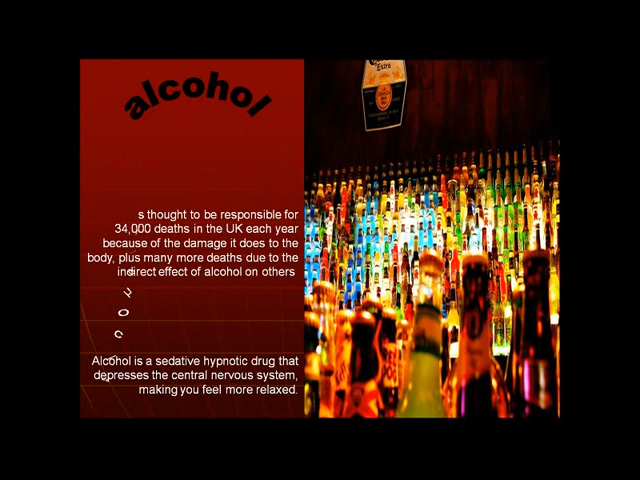 alcohol
Extra
s thought to be responsible for
34,000 deaths in the UK each year
because of the damage it does to the
body, plus many more deaths due to the
indirect effect of alcohol on others
Alcohol is a sedative hypnotic drug that
depresses the central nervous system,
making you feel more relaxed.